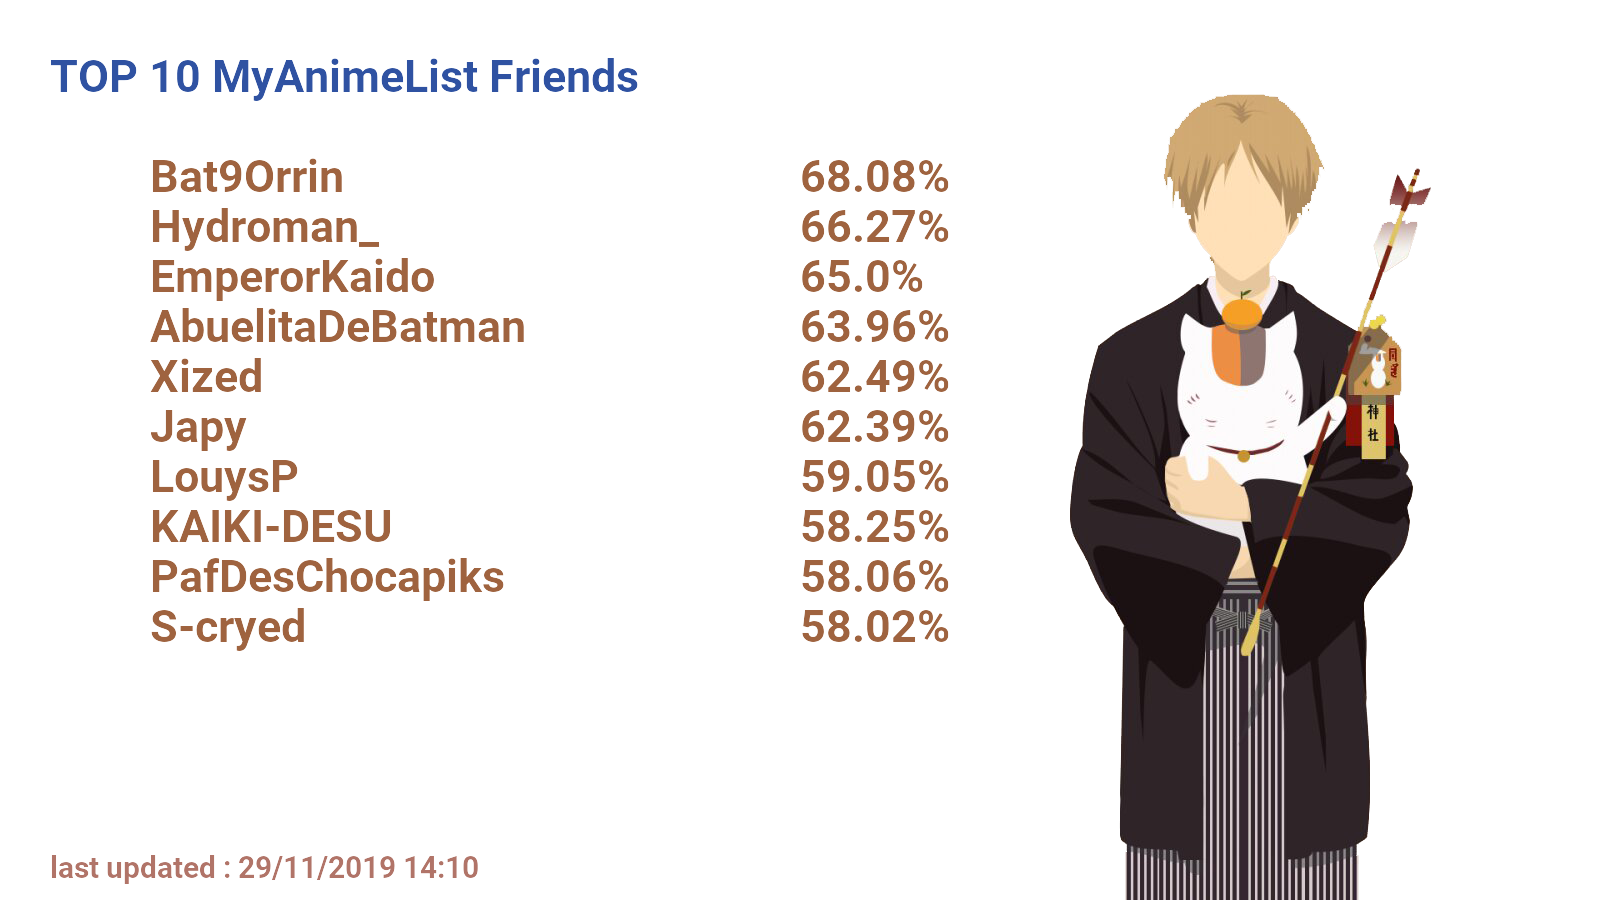 TOP 10 MyAnimeList Friends
Bat9Orrin 68.08%
Hydroman_ 66.27%
EmperorKaido 65.0%
AbuelitaDeBatman 63.96%
Xized 62.49%
Japy 62.39%
LouysP 59.05%
KAIKI-DESU 58.25%
PafDesChocapiks 58.06%
S-cryed 58.02%
神
社
last updated : 29/11/2019 14:10